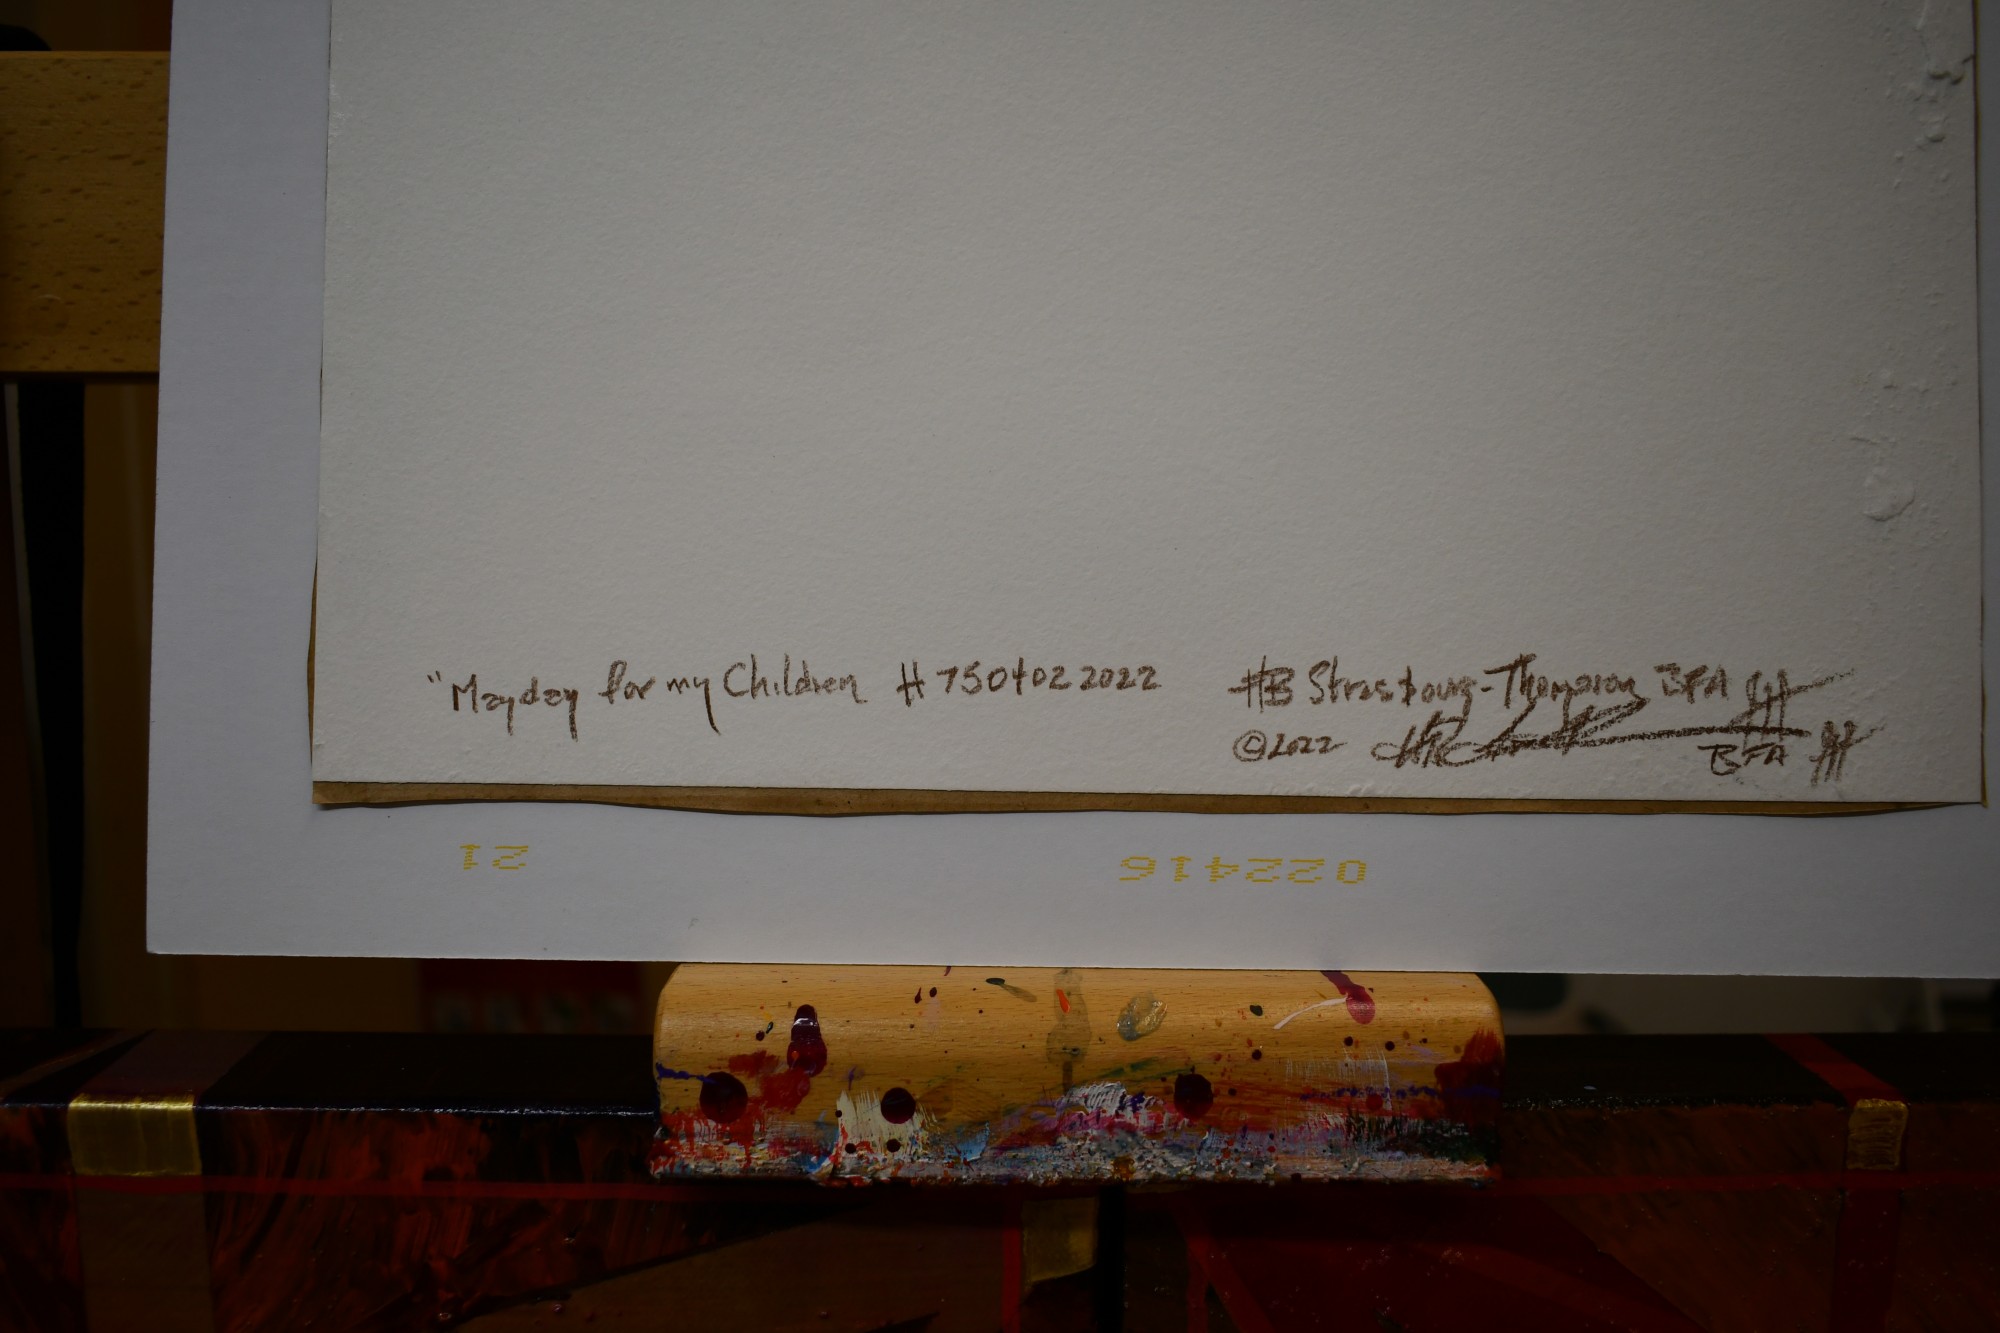 "Mayday for my Children # 750402 2022
HB Strasbourg-Thompson BFA
©2022
BFA
21
022416